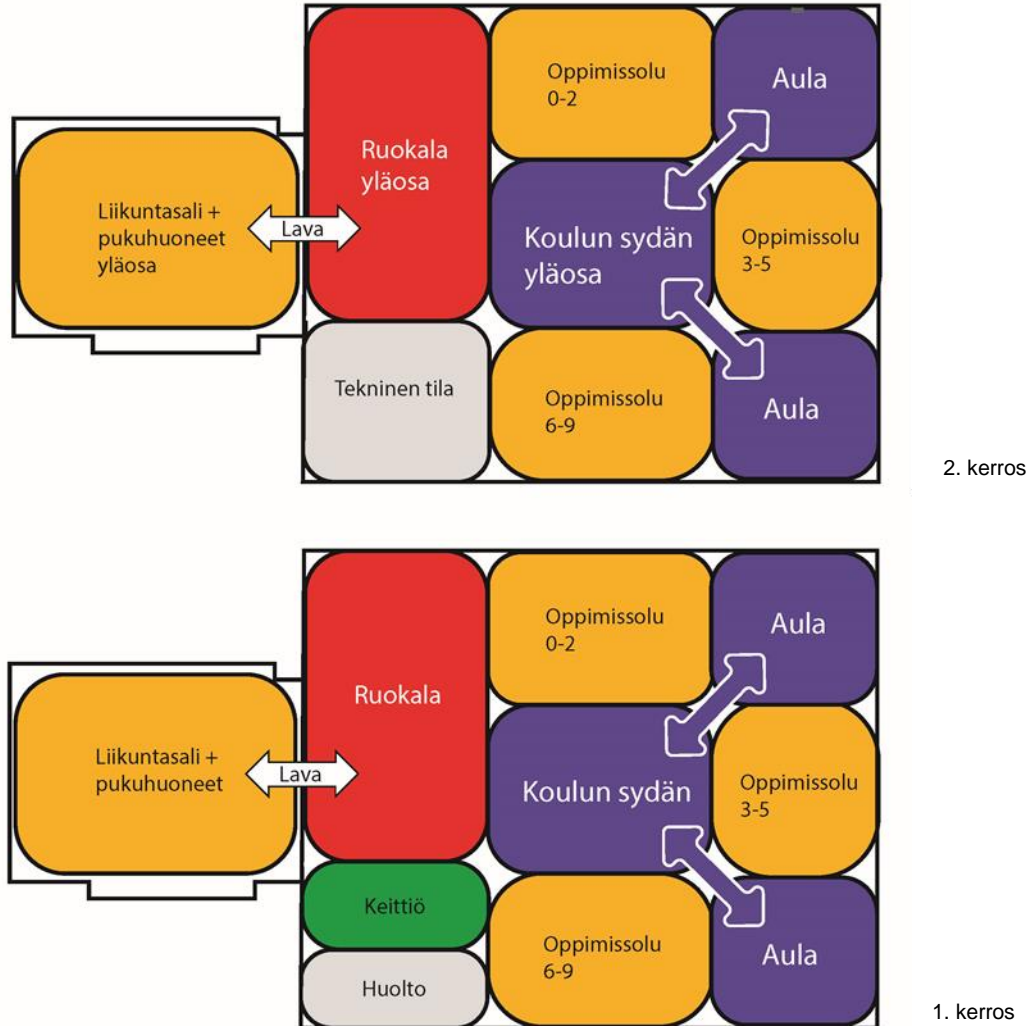 Oppimissolu
0-2
Aula
Ruokala
yläosa
Liikuntasali +
pukuhuoneet
yläosa
Lava
Koulun sydän
yläosa
Oppimissolu
3-5
Tekninen tila
Oppimissolu
6-9
Aula
2. kerros
Oppimissolu
0-2
Aula
Ruokala
Liikuntasali +
pukuhuoneet
Lava
Koulun sydän
Oppimissolu
3-5
Keittiö
Oppimissolu
6-9
Aula
Huolto
1. kerros